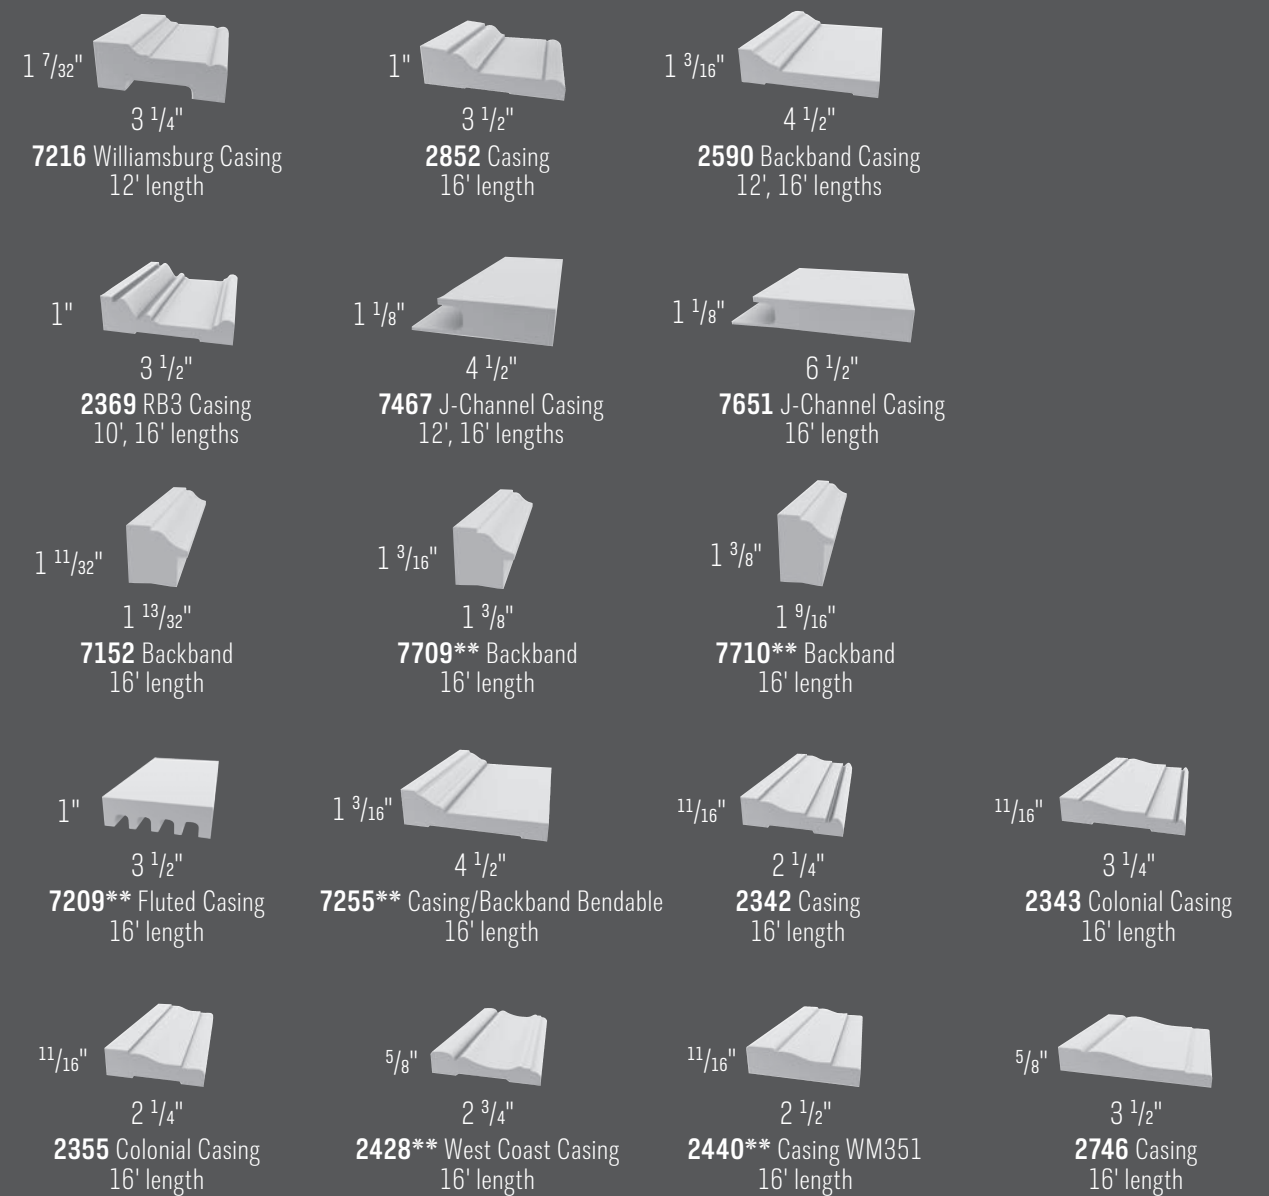 1 7/32"
3 1/4"
7216 Williamsburg Casing
12' length
1"
3 1/2"
2852 Casing
16' length
1 3/16"
4 1/2"
2590 Backband Casing
12', 16' lengths
1"
3 1/2"
2369 RB3 Casing
10', 16' lengths
1 1/8"
4 1/2"
7467 J-Channel Casing
12', 16' lengths
1 1/8"
6 1/2"
7651 J-Channel Casing
16' length
1 11/32"
1 13/32"
7152 Backband
16' length
1 3/16"
1 3/8"
7709** Backband
16' length
1 3/8"
1 9/16"
7710** Backband
16' length
1"
3 1/2"
7209** Fluted Casing
16' length
1 3/16"
4 1/2"
7255** Casing/Backband Bendable
16' length
11/16"
2 1/4"
2342 Casing
16' length
11/16"
3 1/4"
2343 Colonial Casing
16' length
11/16"
2 1/4"
2355 Colonial Casing
16' length
5/8"
2 3/4"
2428** West Coast Casing
16' length
11/16"
2 1/2"
2440** Casing WM351
16' length
5/8"
3 1/2"
2746 Casing
16' length